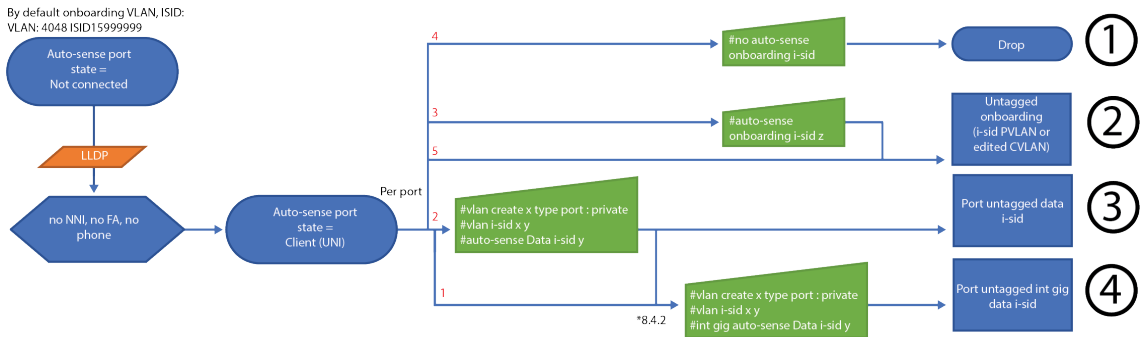 By default onboarding VLAN, ISID:
VLAN: 4048 ISID15999999
Auto-sense port
state =
Not connected
LLDP
no NNI, no FA, no
phone
Auto-sense port
state =
Client (UNI)
Per port
4
#no auto-sense
onboarding i-sid
Drop
1
3
#auto-sense
onboarding i-sid z
5
Untagged
onboarding
(i-sid PVLAN or
edited CVLAN)
2
2
#vlan create x type port : private
#vlan i-sid x y
#auto-sense Data i-sid y
Port untagged data
i-sid
3
1
*8.4.2
#vlan create x type port : private
#vlan i-sid x y
#int gig auto-sense Data i-sid y
Port untagged int gig
data i-sid
4